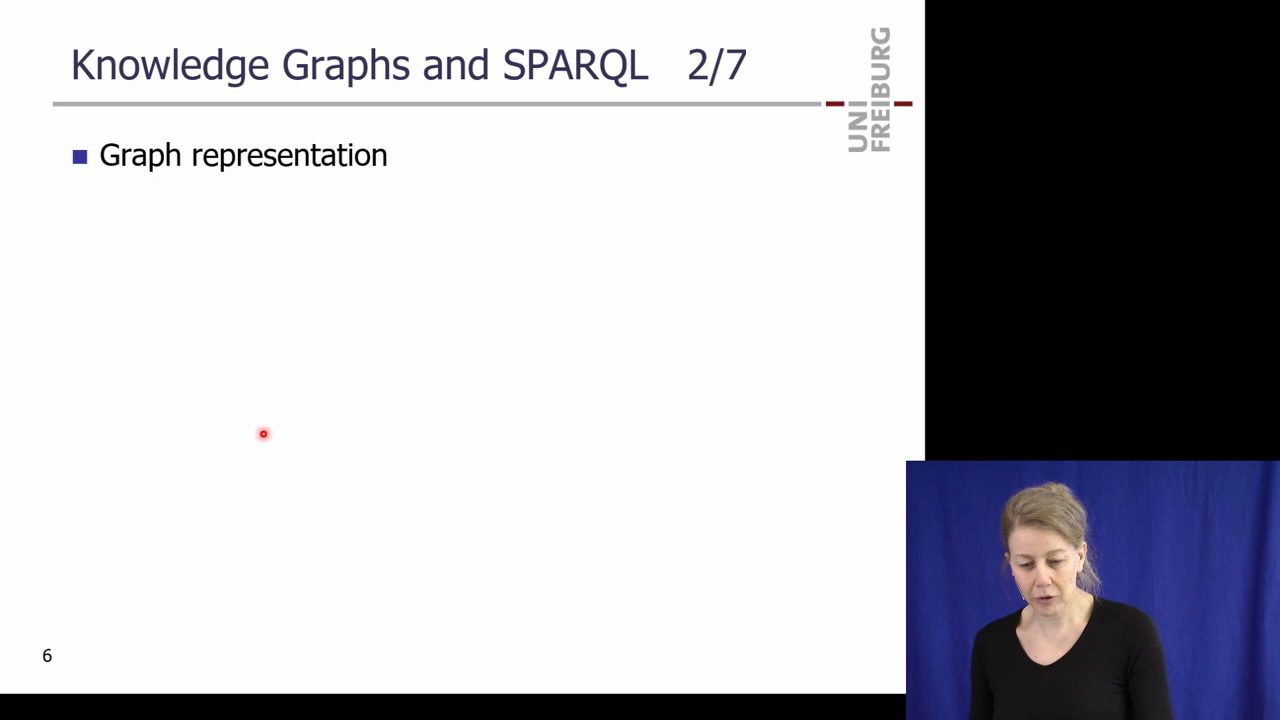 Knowledge Graphs and SPARQL 2/7
UNI
FREIBURG
Graph representation
6